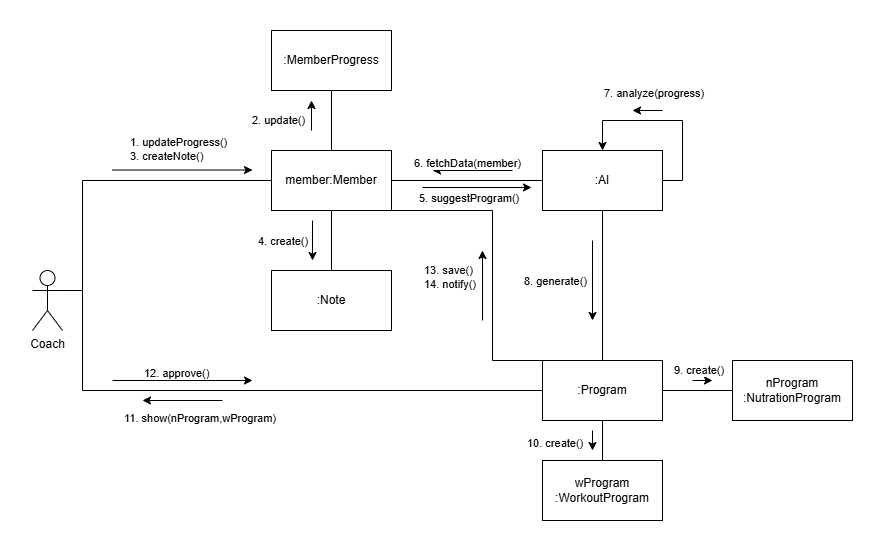 :MemberProgress
7. analyze(progress)
2. update()
1. updateProgress()
3. createNote()
6. fetchData(member)
member:Member
:AI
5. suggestProgram()
4. create()
13. save()
14. notify()
8. generate()
:Note
Coach
12. approve()
9. create()
:Program
nProgram
:NutrationProgram
11. show(nProgram,wProgram)
10. create()
wProgram
:WorkoutProgram